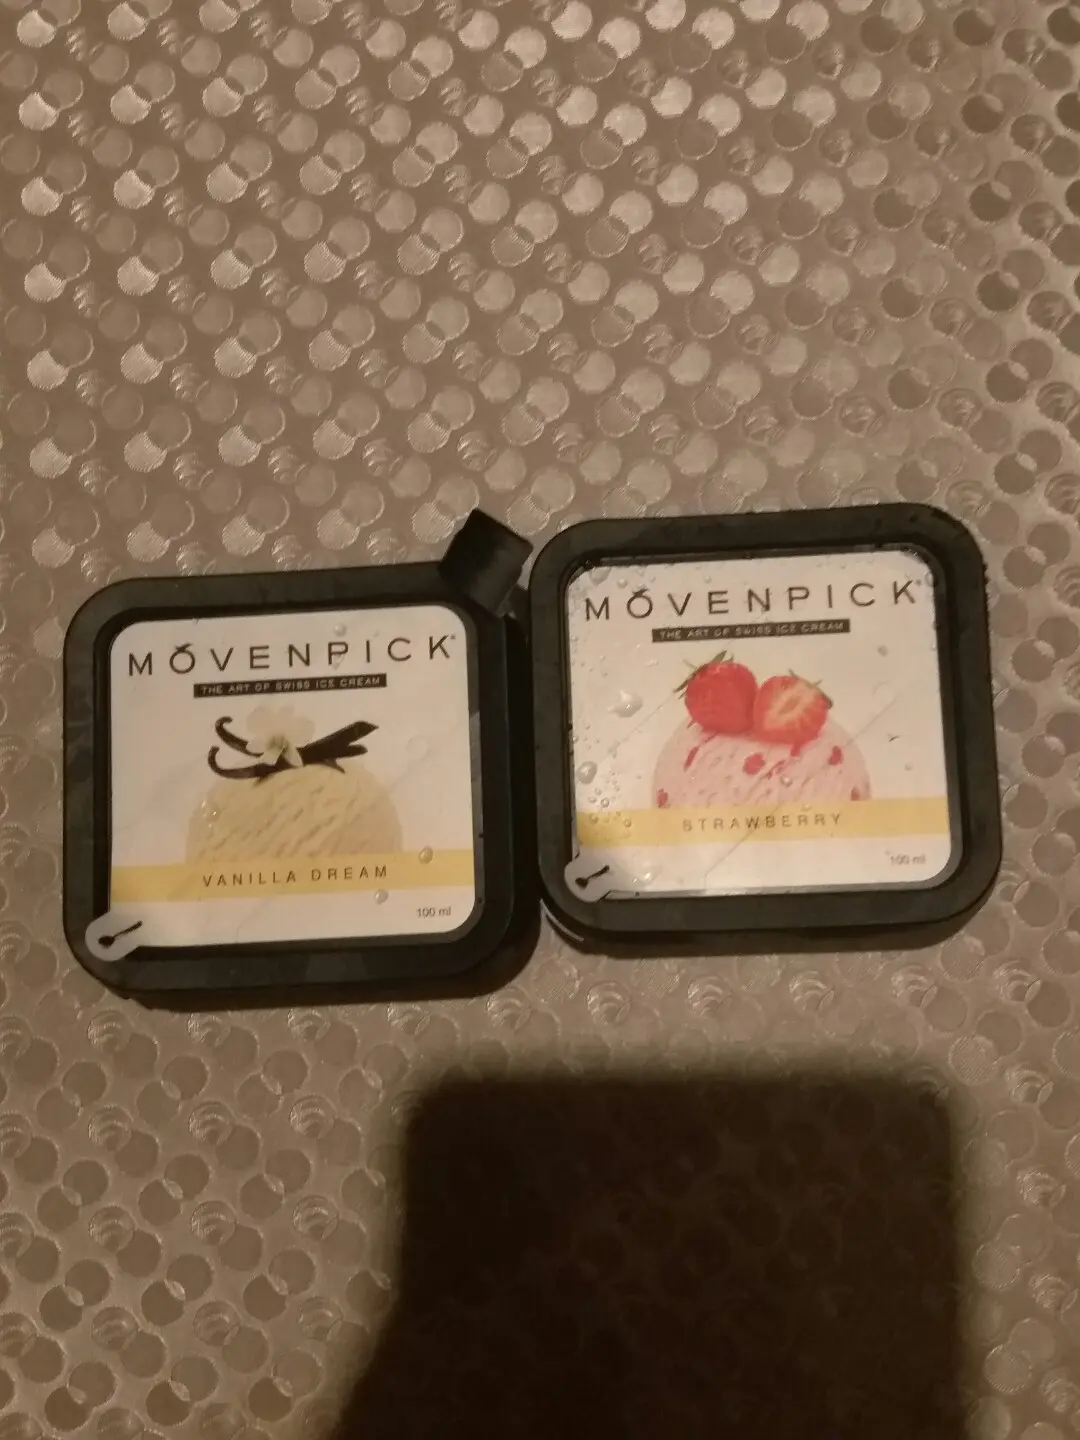 MÖVENPICK®
THE ART OF SWISS ICE CREAM
VANILLA DREAM
100 ml
MÖVENPICK®
THE ART OF SWISS ICE CREAM
STRAWBERRY
100 ml